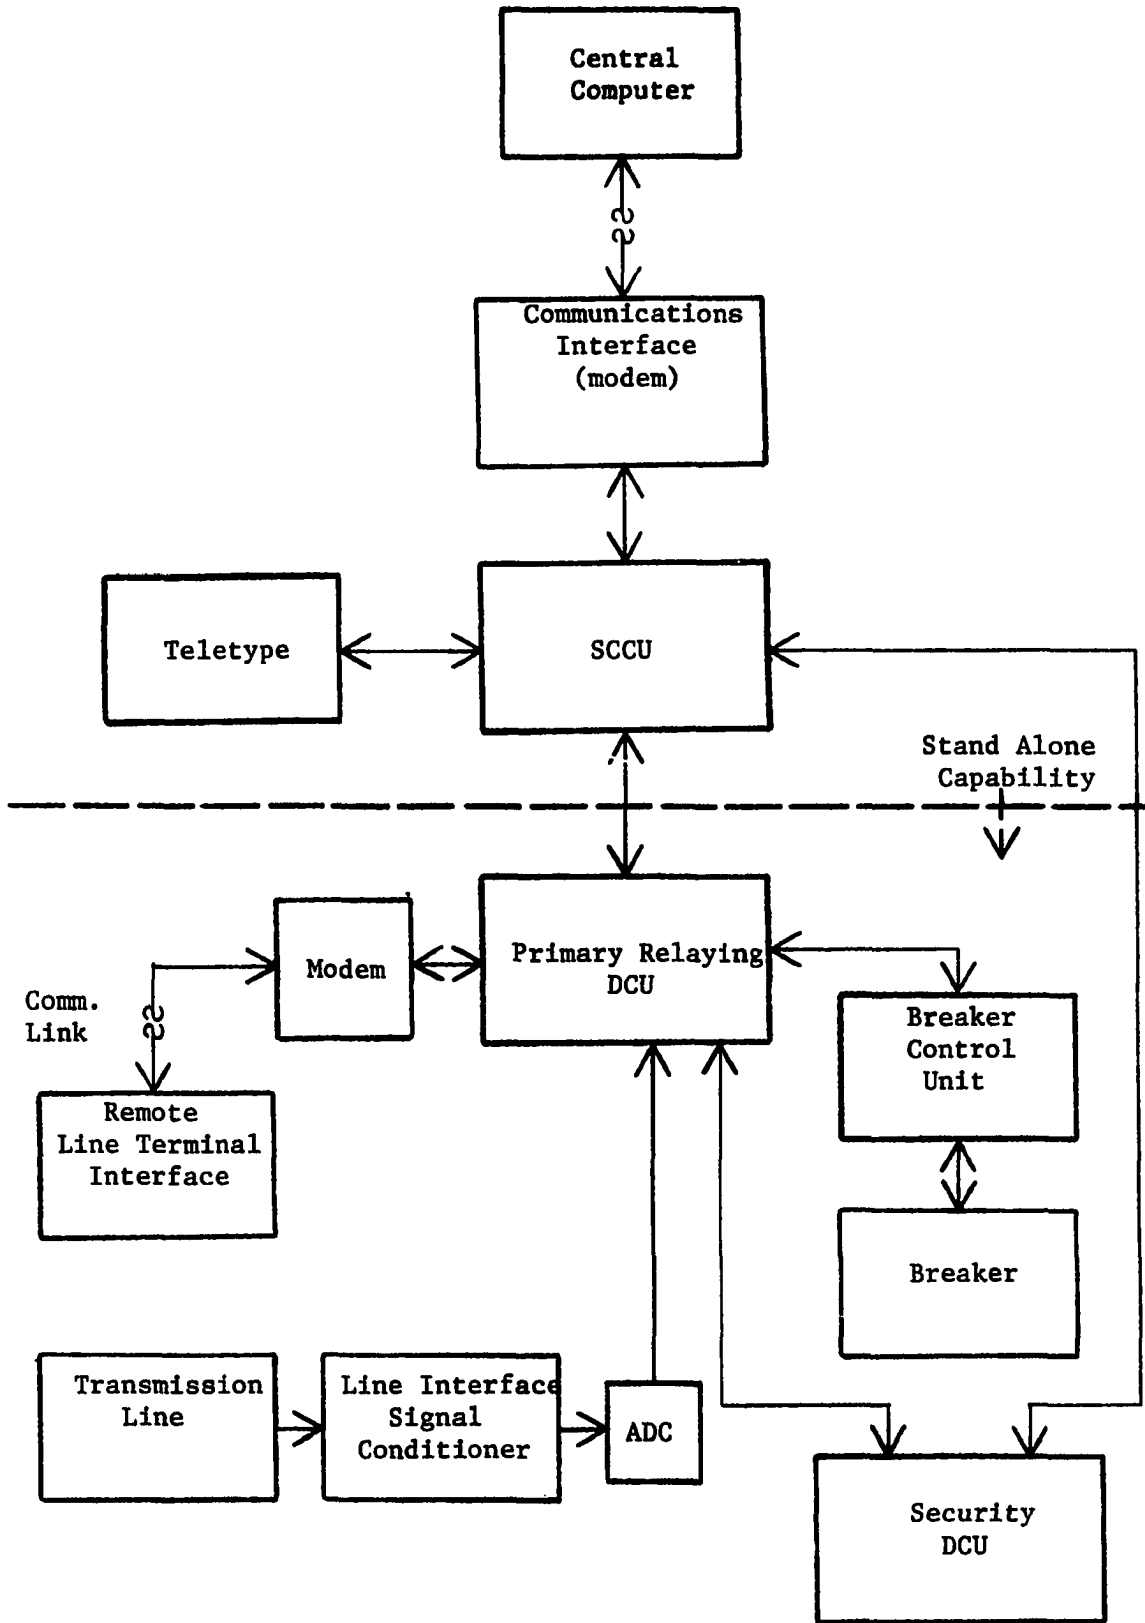 Central
Computer
Communications
Interface
(modem)
Teletype
SCCU
Stand Alone
Capability
Modem
Primary Relaying
DCU
Comm.
Link
Breaker
Control
Unit
Remote
Line Terminal
Interface
Breaker
Transmission
Line
Line Interface
Signal
Conditioner
ADC
Security
DCU